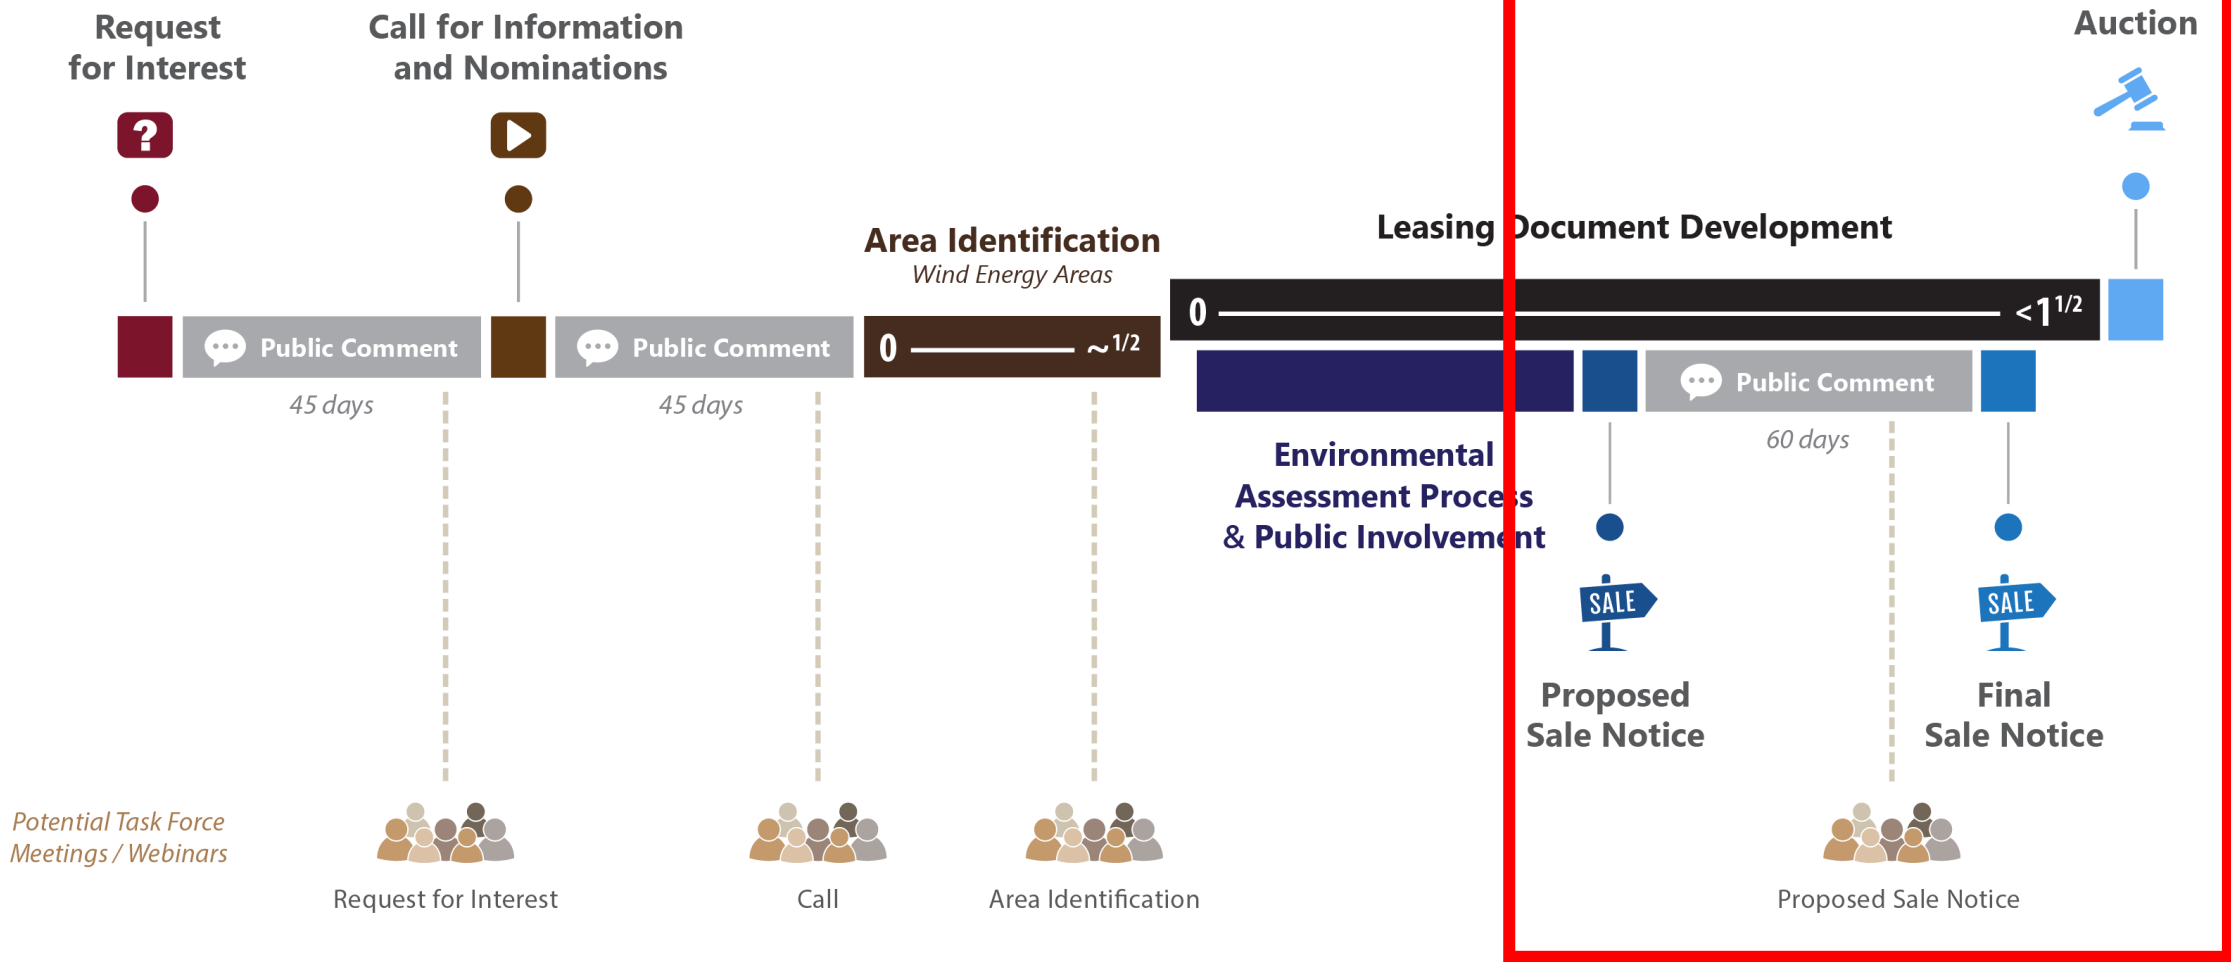 Request
for Interest
Call for Information
and Nominations
Auction
?
Leasing Document Development
Area Identification
Wind Energy Areas
0 <1 1/2
Public Comment
Public Comment
0 ~1/2
Public Comment
45 days
45 days
60 days
Environmental
Assessment Process
& Public Involvement
SALE
SALE
Proposed
Sale Notice
Final
Sale Notice
Potential Task Force
Meetings / Webinars
Request for Interest
Call
Area Identification
Proposed Sale Notice